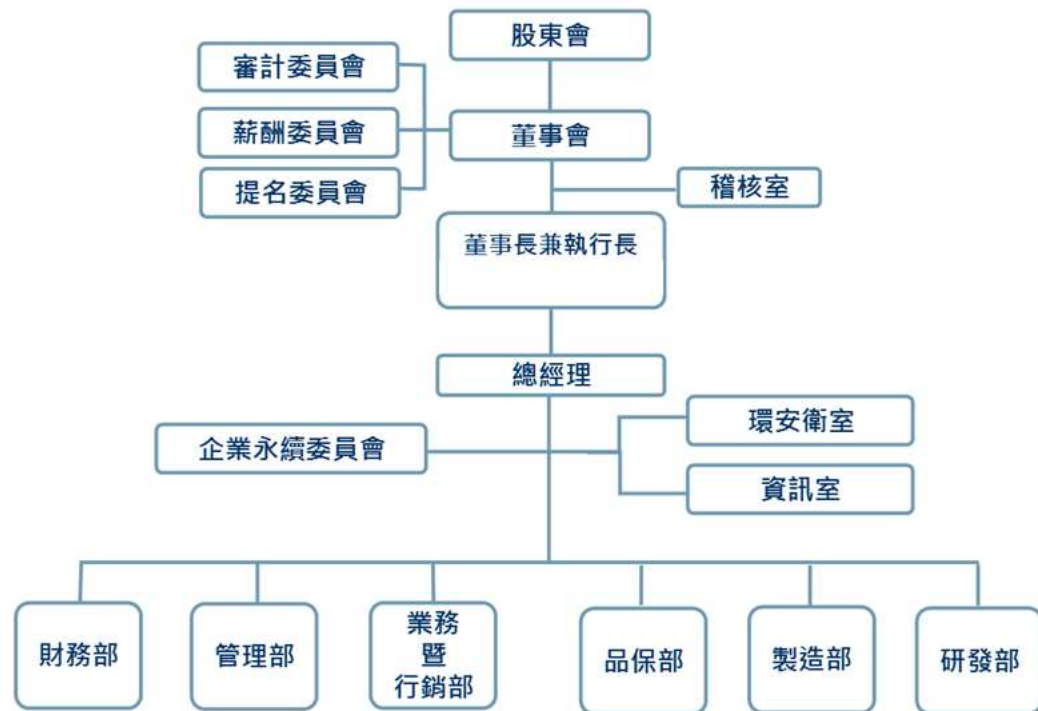 股東會
審計委員會
薪酬委員會
董事會
提名委員會
稽核室
董事長兼執行長
總經理
環安衛室
企業永續委員會
資訊室
財務部
管理部
業務
暨
行銷部
品保部
製造部
研發部